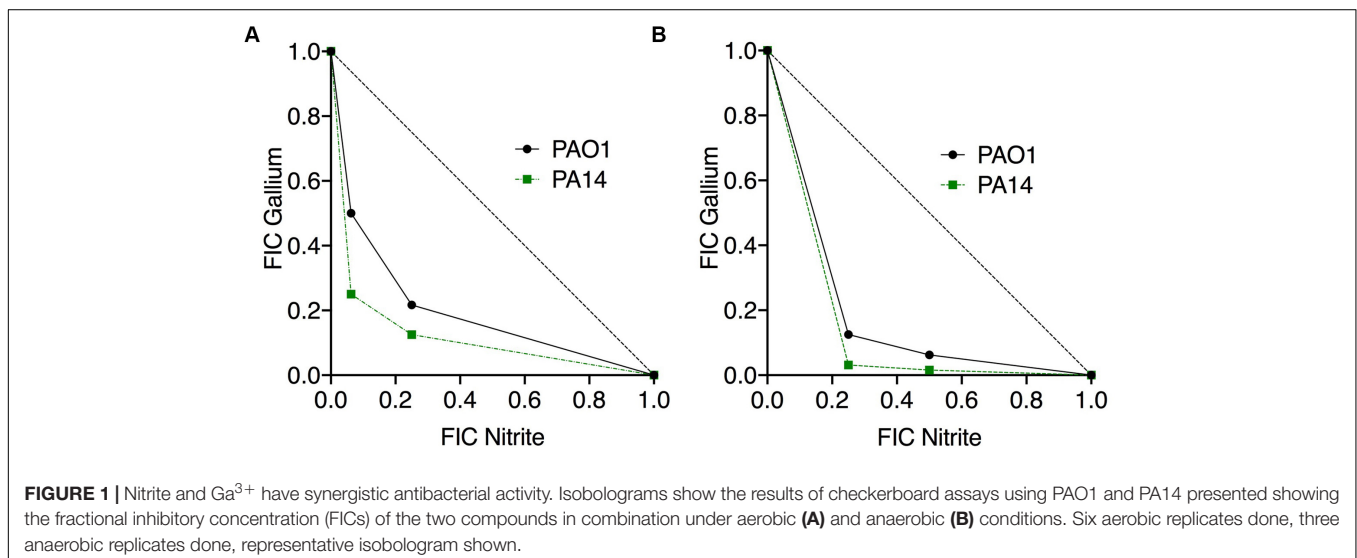 A
1.0
0.8
0.6
0.4
0.2
0.0
FIC Gallium
PAO1
PA14
0.0 0.2 0.4 0.6 0.8 1.0
FIC Nitrite
B
1.0
0.8
0.6
0.4
0.2
0.0
FIC Gallium
PAO1
PA14
0.0 0.2 0.4 0.6 0.8 1.0
FIC Nitrite
FIGURE 1 | Nitrite and Ga³⁺ have synergistic antibacterial activity. Isobolograms show the results of checkerboard assays using PAO1 and PA14 presented showing
the fractional inhibitory concentration (FICs) of the two compounds in combination under aerobic (A) and anaerobic (B) conditions. Six aerobic replicates done, three
anaerobic replicates done, representative isobologram shown.